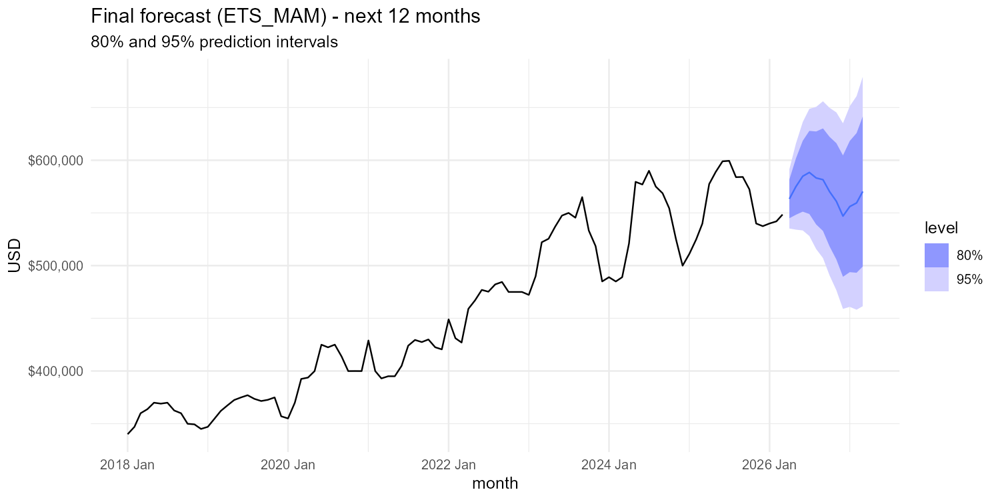 Final forecast (ETS_MAM) - next 12 months
80% and 95% prediction intervals
$600,000
$500,000
$400,000
USD
2018 Jan
2020 Jan
2022 Jan
2024 Jan
2026 Jan
month
level
80%
95%